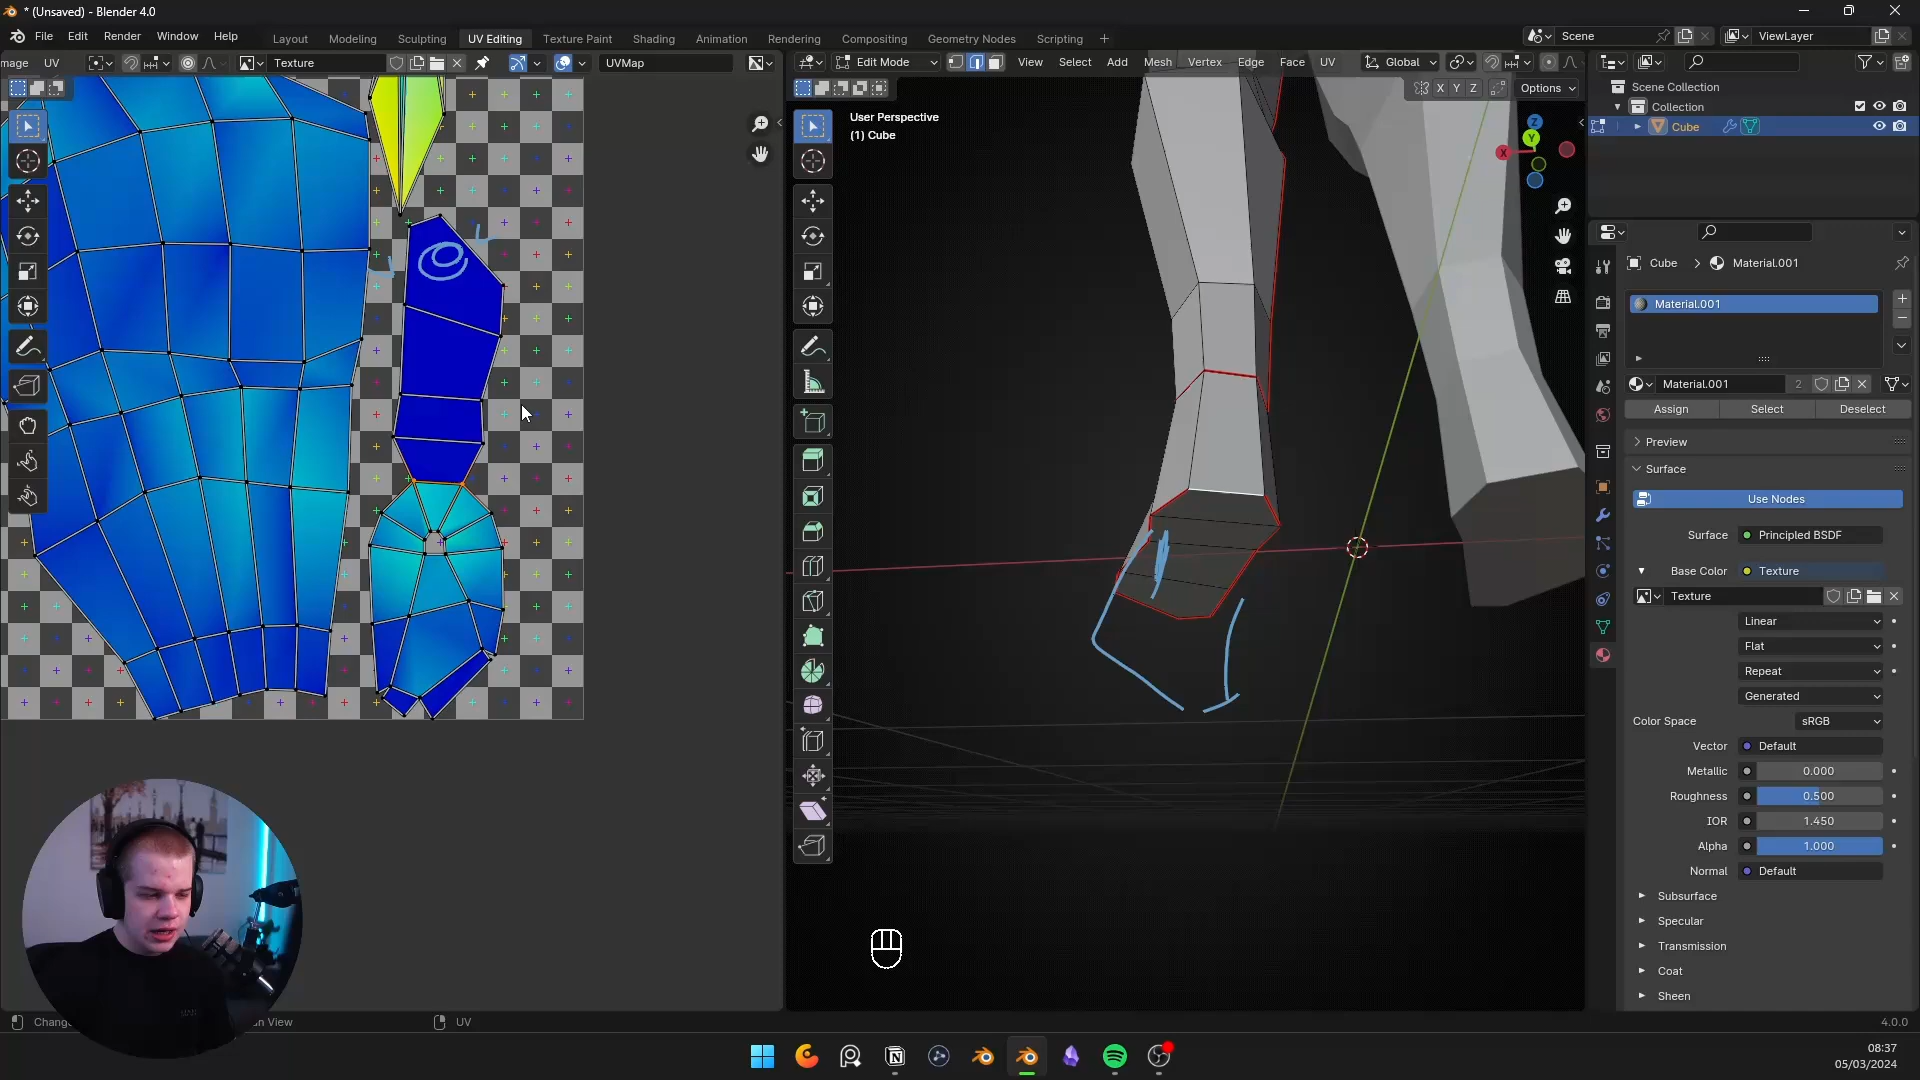 * (Unsaved) - Blender 4.0
File Edit Render Window Help
Layout Modeling Sculpting UV Editing Texture Paint Shading Animation Rendering Compositing Geometry Nodes Scripting +
Scene
ViewLayer
mage UV
Texture
UVMap
Edit Mode
View Select Add Mesh Vertex Edge Face UV
Global
X Y Z
Options
User Perspective
(1) Cube
Z
Y
X
Scene Collection
Collection
Cube
Cube > Material.001
Material.001
Material.001
2
Assign Select Deselect
Preview
Surface
Use Nodes
Surface Principled BSDF
Base Color Texture
Texture
Linear
Flat
Repeat
Generated
Color Space sRGB
Vector Default
Metallic 0.000
Roughness 0.500
IOR 1.450
Alpha 1.000
Normal Default
Subsurface
Specular
Transmission
Coat
Sheen
Chang
n View
UV
4.0.0
08:37
05/03/2024